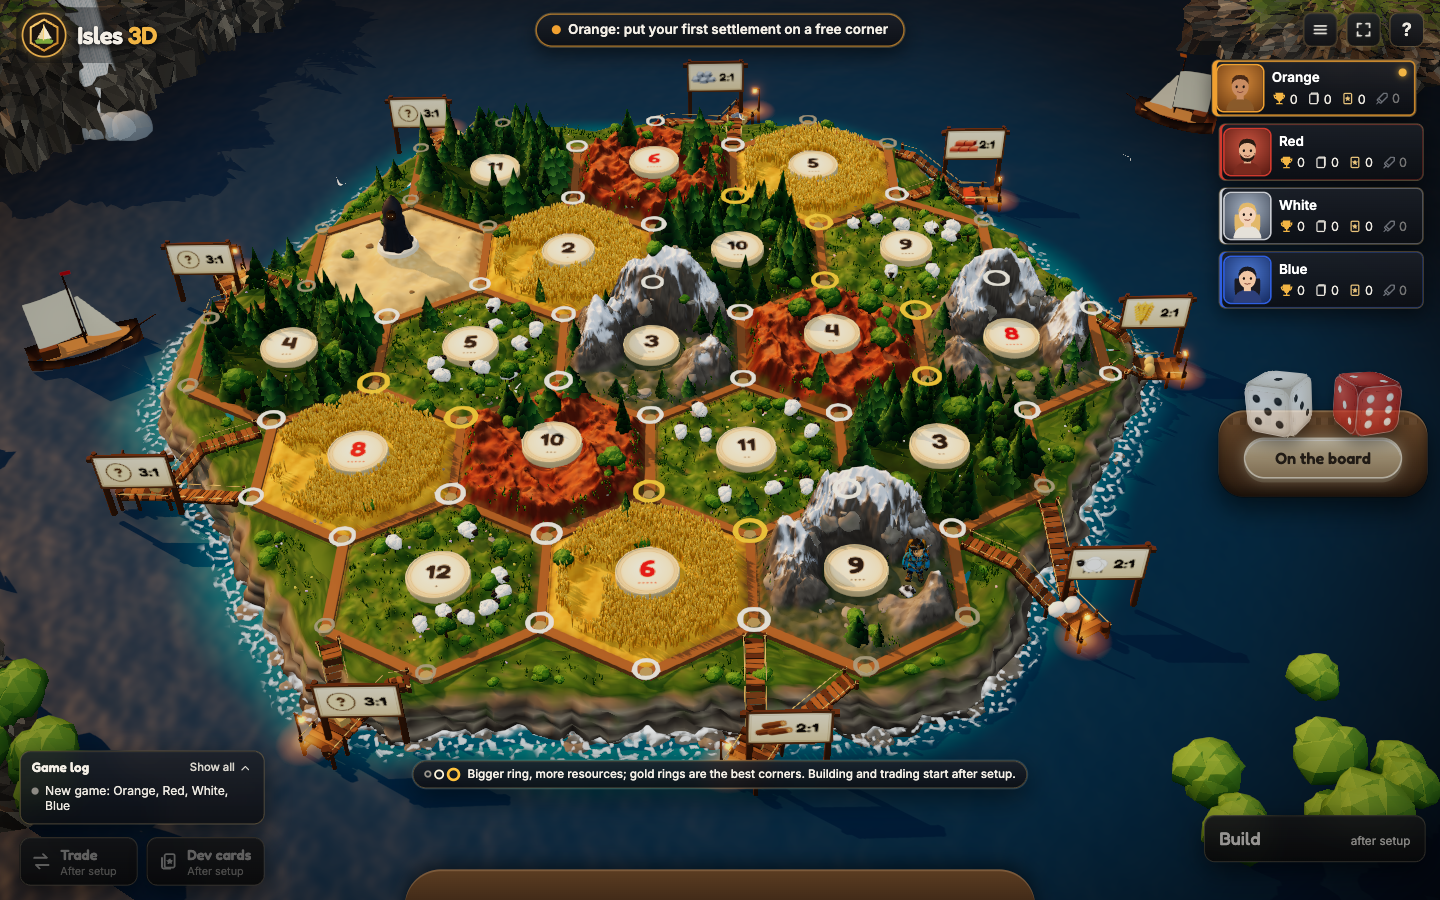 Isles 3D
Orange: put your first settlement on a free corner
?
Orange
0 0 0 0
Red
0 0 0 0
White
0 0 0 0
Blue
0 0 0 0
2:1
? 3:1
2:1
11
6
5
2
10
9
? 3:1
2:1
4
5
3
4
8
8
10
11
3
? 3:1
12
6
9
2:1
? 3:1
2:1
On the board
Game log
Show all
New game: Orange, Red, White,
Blue
Bigger ring, more resources; gold rings are the best corners. Building and trading start after setup.
Trade
After setup
Dev cards
After setup
Build
after setup